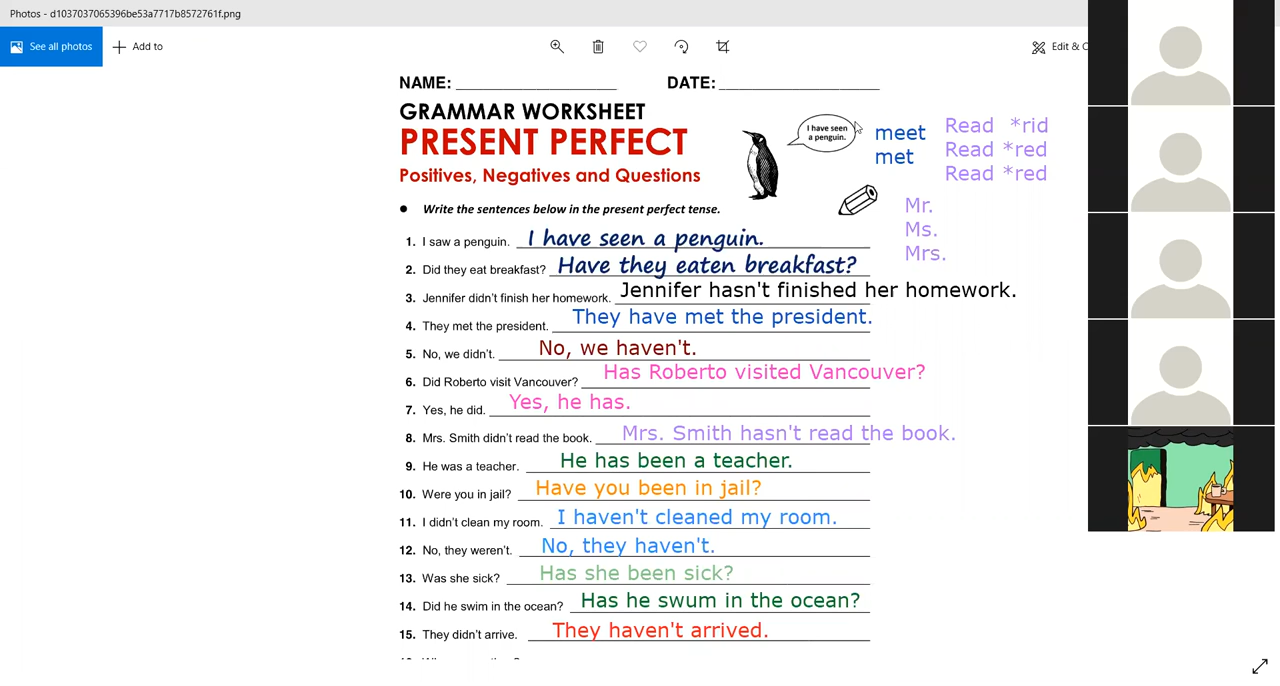 Photos - d1037037065396be53a7717b8572761f.png
See all photos
Add to
Edit & C
NAME: ____________________ DATE: ____________________
GRAMMAR WORKSHEET
PRESENT PERFECT
Positives, Negatives and Questions
I have seen
a penguin.
meet
met
Read *rid
Read *red
Read *red
Mr.
Ms.
Mrs.
● Write the sentences below in the present perfect tense.
1. I saw a penguin. I have seen a penguin.
2. Did they eat breakfast? Have they eaten breakfast?
3. Jennifer didn't finish her homework. Jennifer hasn't finished her homework.
4. They met the president. They have met the president.
5. No, we didn't. No, we haven't.
6. Did Roberto visit Vancouver? Has Roberto visited Vancouver?
7. Yes, he did. Yes, he has.
8. Mrs. Smith didn't read the book. Mrs. Smith hasn't read the book.
9. He was a teacher. He has been a teacher.
10. Were you in jail? Have you been in jail?
11. I didn't clean my room. I haven't cleaned my room.
12. No, they weren't. No, they haven't.
13. Was she sick? Has she been sick?
14. Did he swim in the ocean? Has he swum in the ocean?
15. They didn't arrive. They haven't arrived.